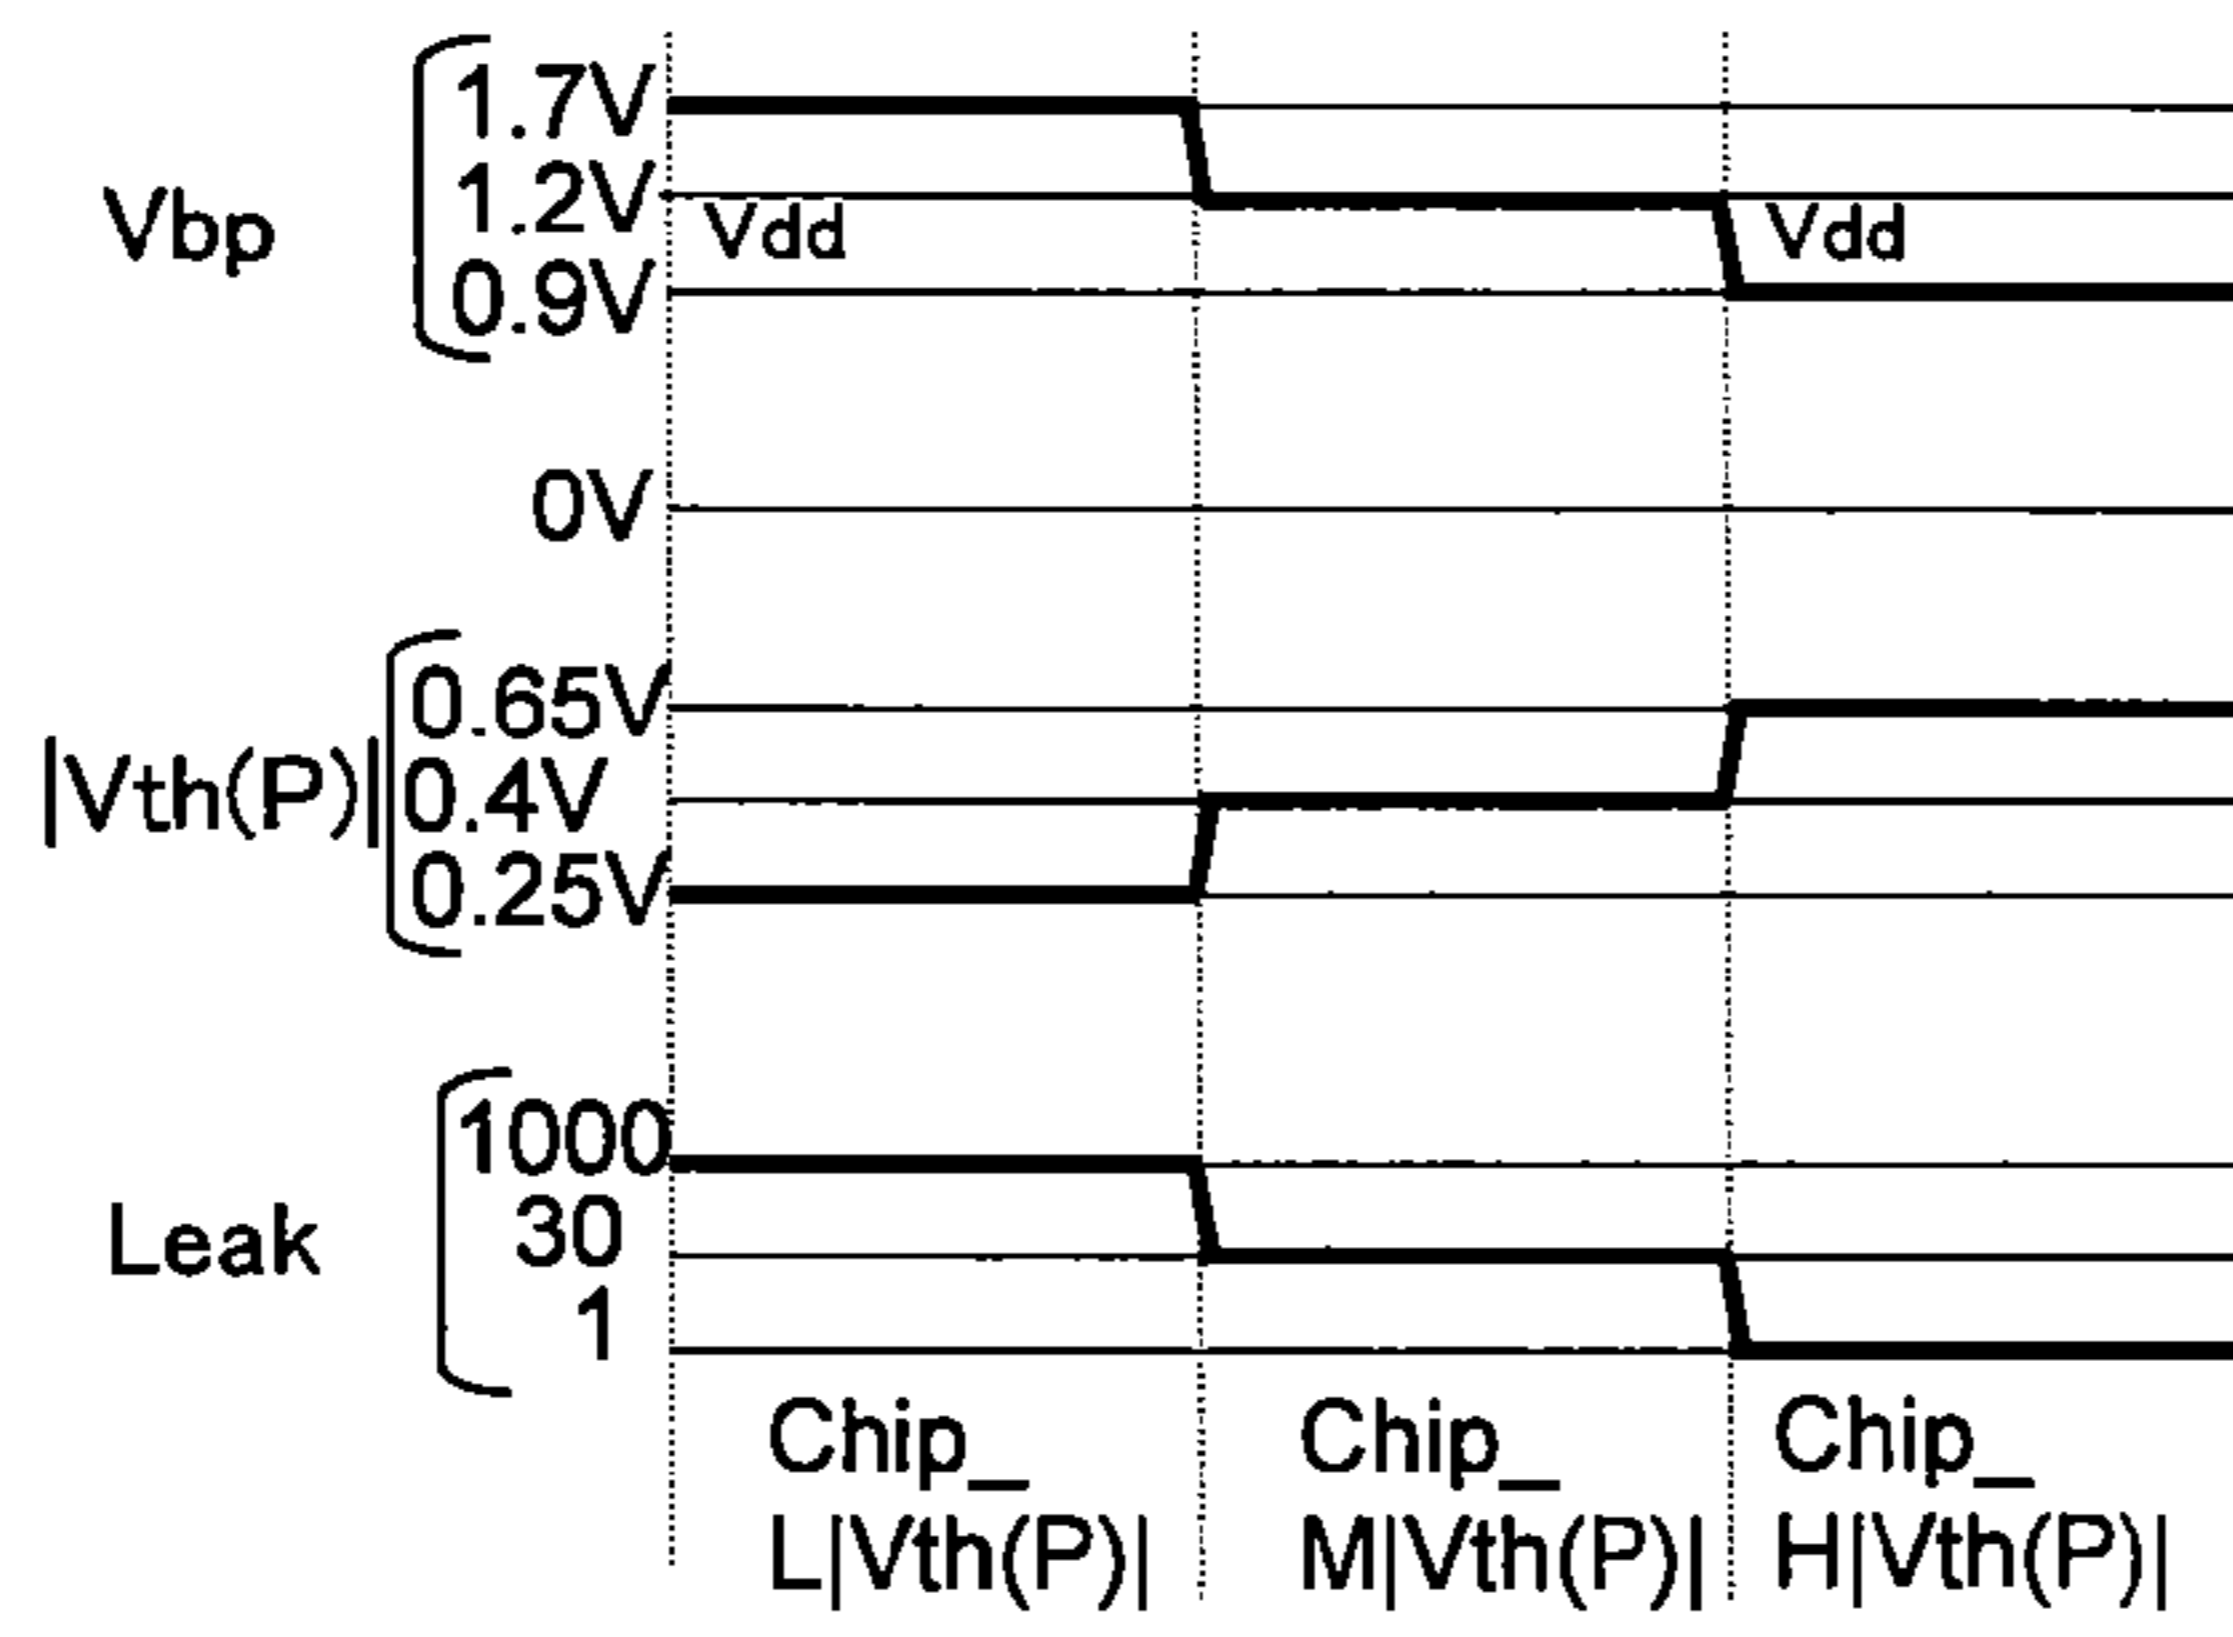 1.7V
Vbp
1.2V
Vdd
Vdd
0.9V
0V
0.65V
|Vth(P)|
0.4V
0.25V
1000
Leak
30
1
Chip_
L|Vth(P)|
Chip_
M|Vth(P)|
Chip_
H|Vth(P)|